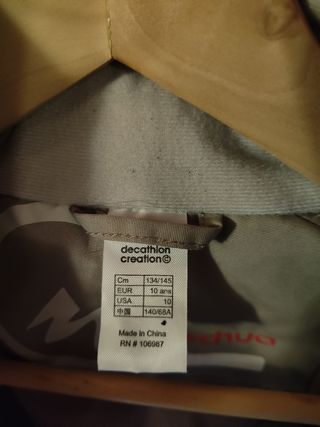 decathlon
creation©
Cm 134/145
EUR 10 ans
USA 10
中国 140/68A
Made in China
RN # 106987